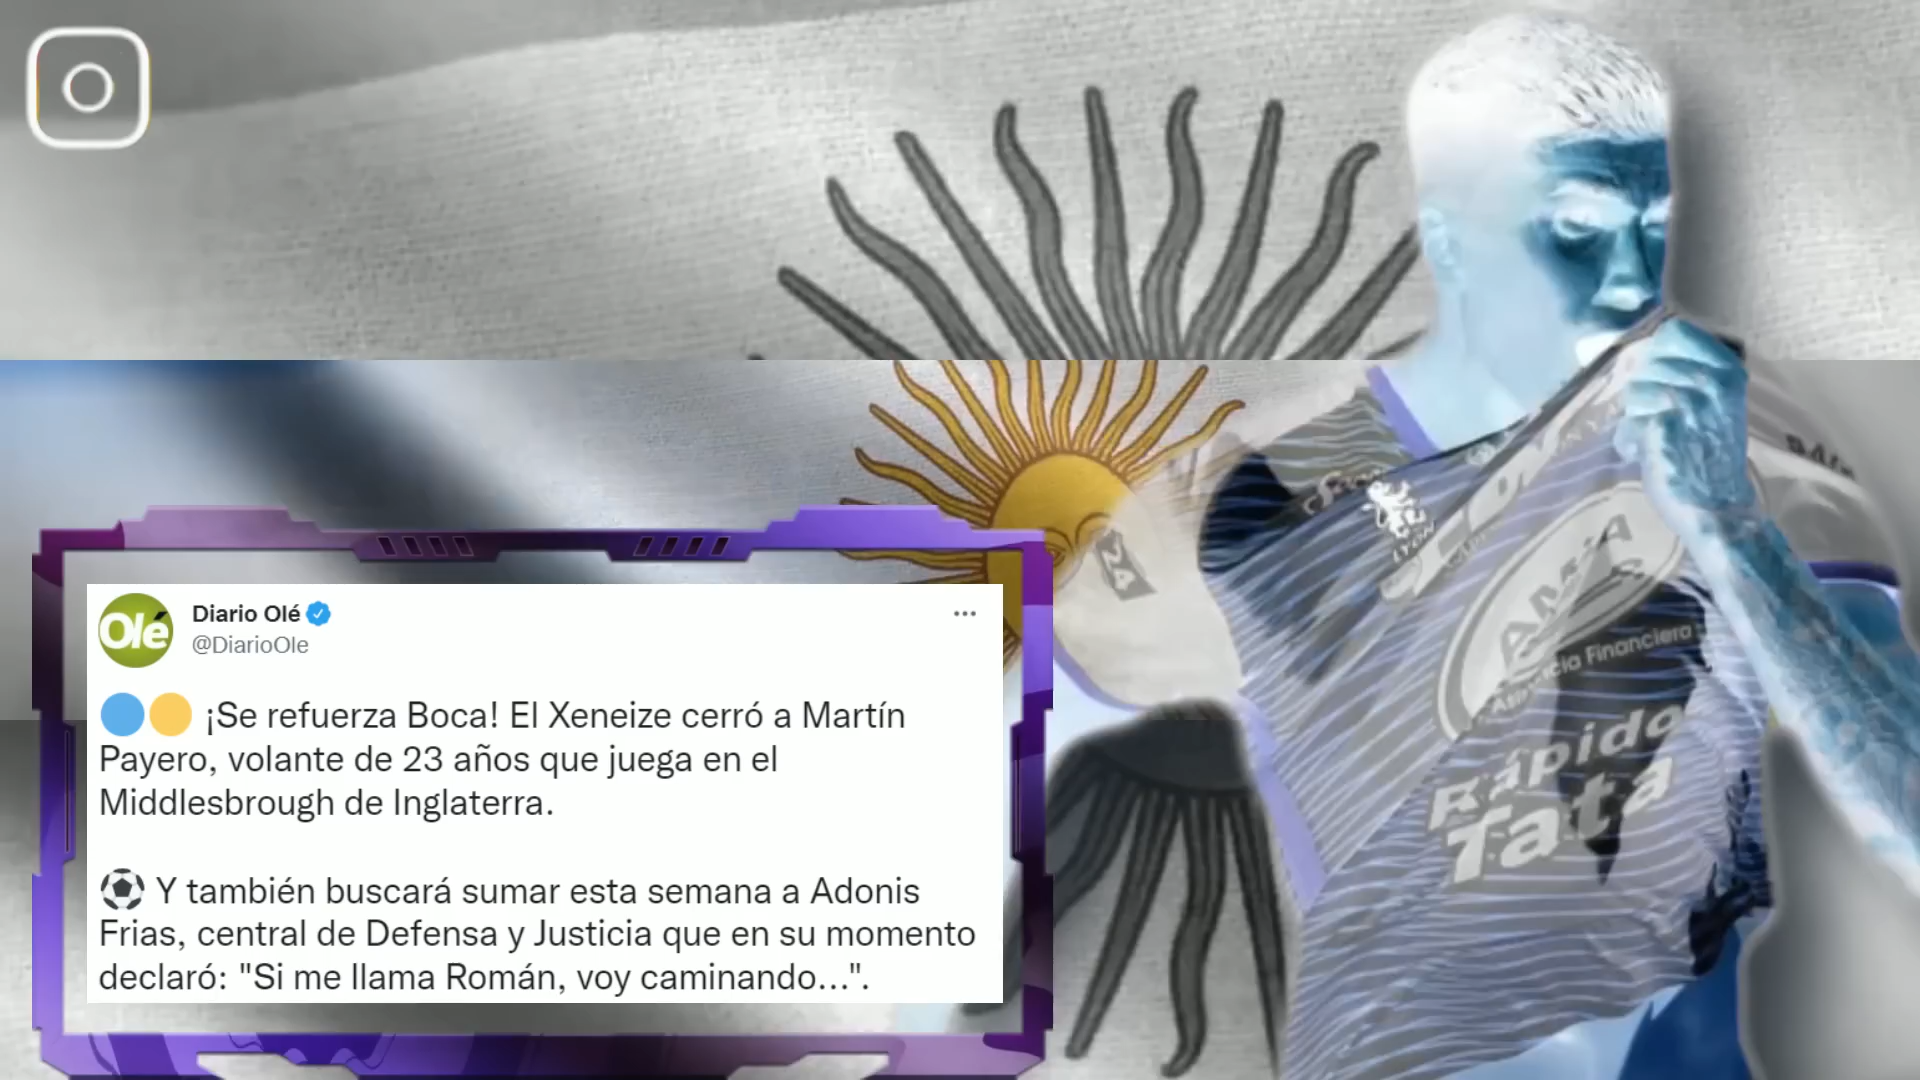 Olé
Diario Olé
@DiarioOle
¡Se refuerza Boca! El Xeneize cerró a Martín
Payero, volante de 23 años que juega en el
Middlesbrough de Inglaterra.
Y también buscará sumar esta semana a Adonis
Frias, central de Defensa y Justicia que en su momento
declaró: "Si me llama Román, voy caminando...".
24
LYON
Financiero
Rápido
Tata